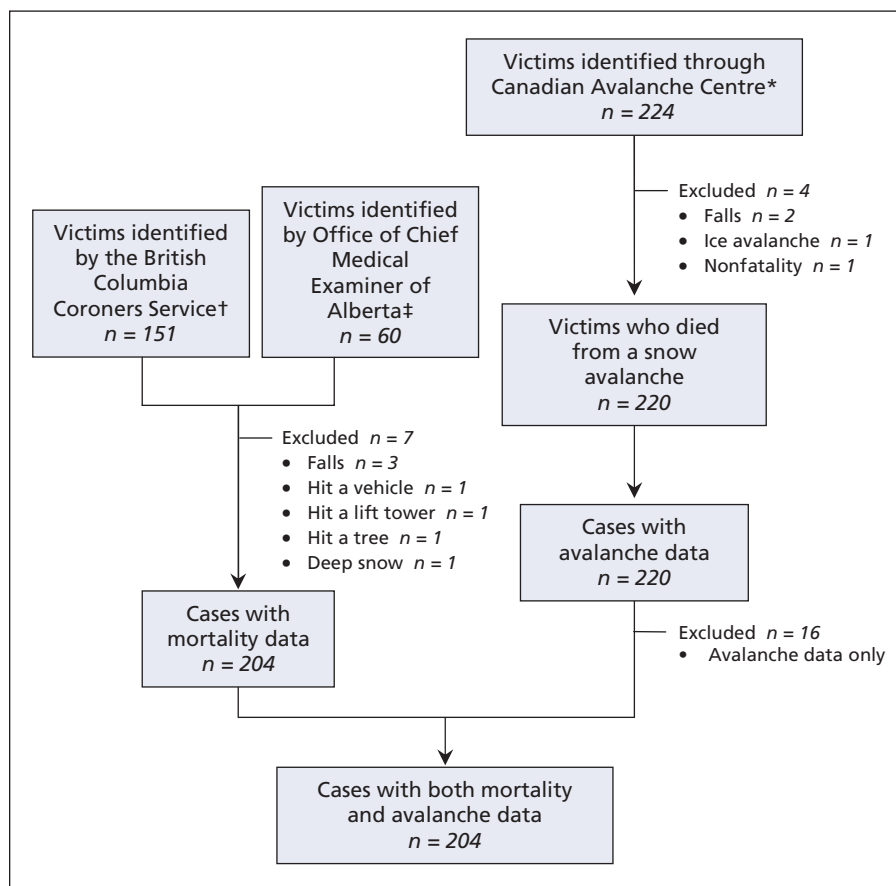 Victims identified through
Canadian Avalanche Centre*
n = 224
Excluded n = 4
• Falls n = 2
• Ice avalanche n = 1
• Nonfatality n = 1
Victims identified
by the British
Columbia
Coroners Service†
n = 151
Victims identified
by Office of Chief
Medical
Examiner of
Alberta‡
n = 60
Victims who died
from a snow
avalanche
n = 220
Excluded n = 7
• Falls n = 3
• Hit a vehicle n = 1
• Hit a lift tower n = 1
• Hit a tree n = 1
• Deep snow n = 1
Cases with
avalanche data
n = 220
Cases with
mortality data
n = 204
Excluded n = 16
• Avalanche data only
Cases with both mortality
and avalanche data
n = 204